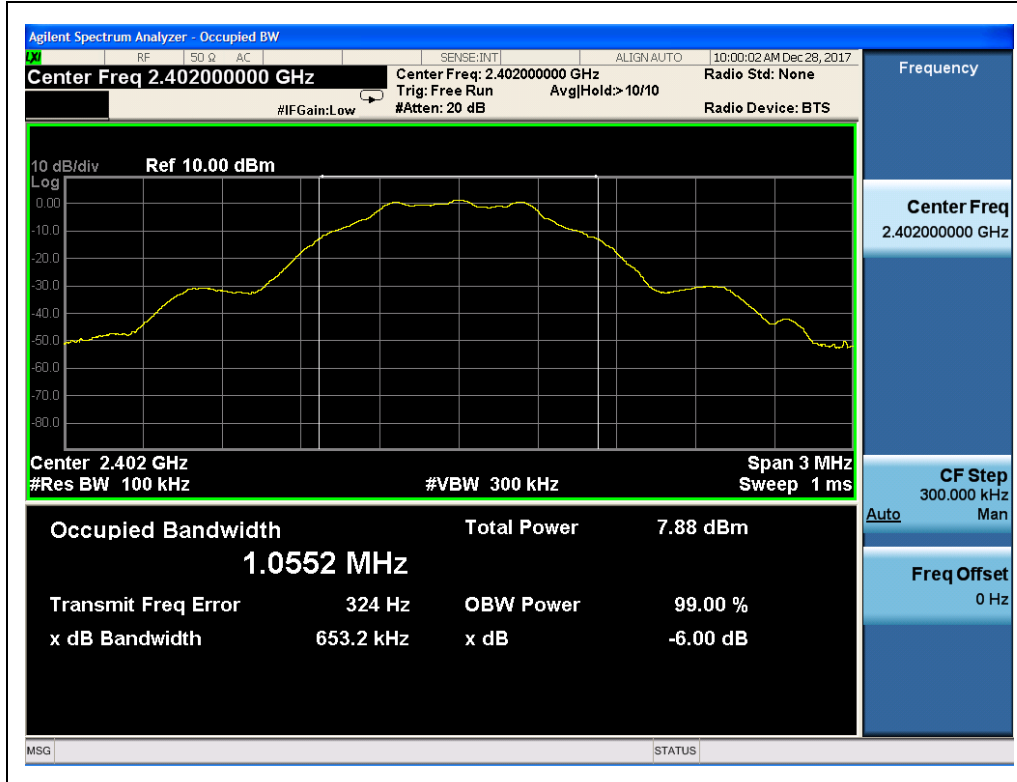 Agilent Spectrum Analyzer - Occupied BW
LXI RF 50 Ω AC SENSE:INT ALIGN AUTO 10:00:02 AM Dec 28, 2017
Center Freq 2.402000000 GHz
Center Freq: 2.402000000 GHz
Radio Std: None
Trig: Free Run Avg|Hold:>10/10
#IFGain:Low
#Atten: 20 dB
Radio Device: BTS
10 dB/div Ref 10.00 dBm
Log
0.00
-10.0
-20.0
-30.0
-40.0
-50.0
-60.0
-70.0
-80.0
Center 2.402 GHz Span 3 MHz
#Res BW 100 kHz #VBW 300 kHz Sweep 1 ms
Occupied Bandwidth Total Power 7.88 dBm
1.0552 MHz
Transmit Freq Error 324 Hz OBW Power 99.00 %
x dB Bandwidth 653.2 kHz x dB -6.00 dB
Frequency
Center Freq
2.402000000 GHz
CF Step
300.000 kHz
Auto Man
Freq Offset
0 Hz
MSG STATUS